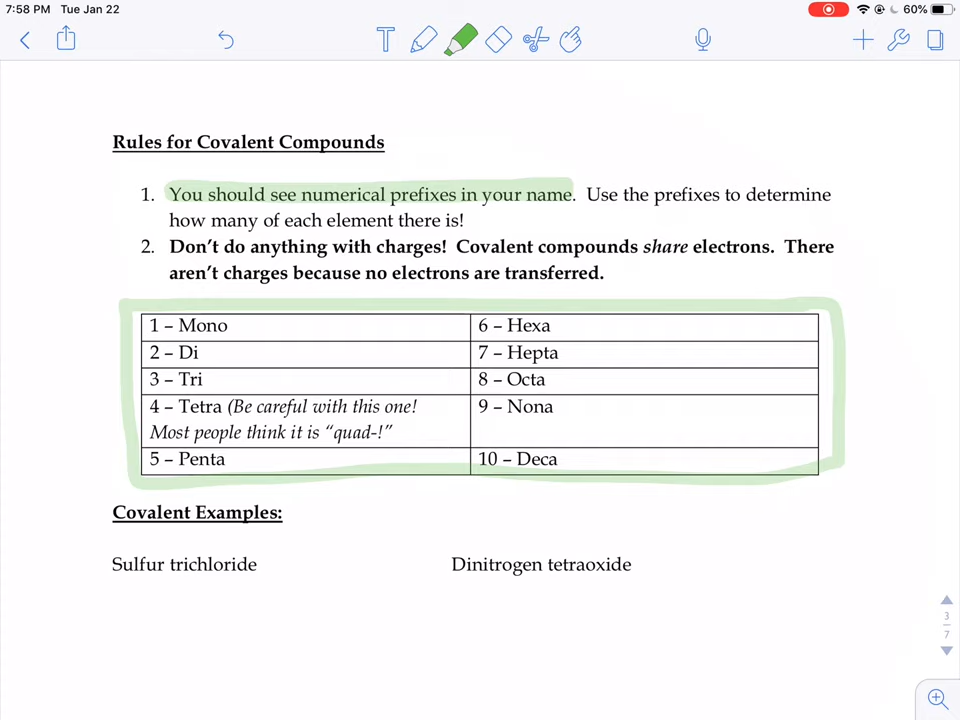 7:58 PM Tue Jan 22
60%
T
Rules for Covalent Compounds
1. You should see numerical prefixes in your name. Use the prefixes to determine
how many of each element there is!
2. Don't do anything with charges! Covalent compounds share electrons. There
aren't charges because no electrons are transferred.
1 – Mono
6 – Hexa
2 – Di
7 – Hepta
3 – Tri
8 – Octa
4 – Tetra (Be careful with this one!
Most people think it is "quad-!"
9 – Nona
5 – Penta
10 – Deca
Covalent Examples:
Sulfur trichloride
Dinitrogen tetraoxide
3
7